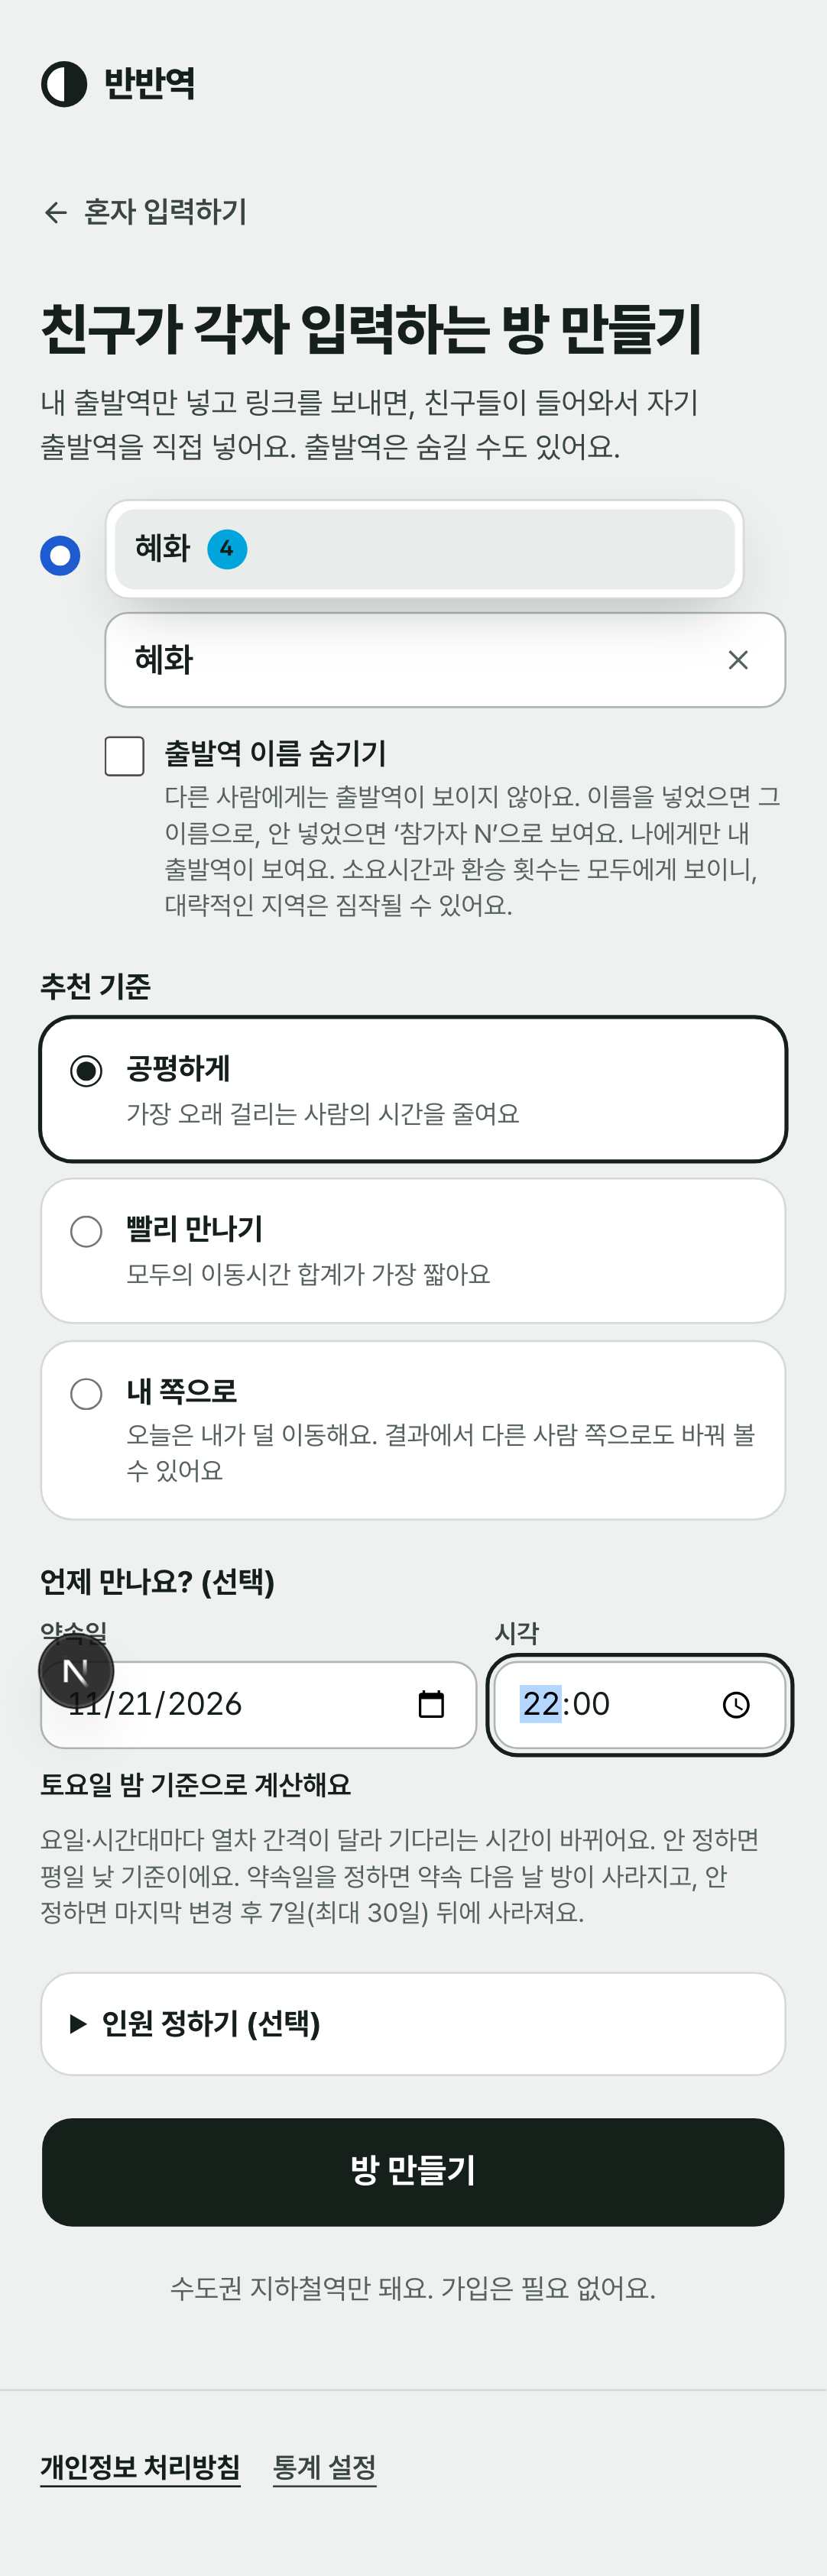 반반역
← 혼자 입력하기
친구가 각자 입력하는 방 만들기
내 출발역만 넣고 링크를 보내면, 친구들이 들어와서 자기
출발역을 직접 넣어요. 출발역은 숨길 수도 있어요.
혜화 4
혜화
출발역 이름 숨기기
다른 사람에게는 출발역이 보이지 않아요. 이름을 넣었으면 그
이름으로, 안 넣었으면 ‘참가자 N’으로 보여요. 나에게만 내
출발역이 보여요. 소요시간과 환승 횟수는 모두에게 보이니,
대략적인 지역은 짐작될 수 있어요.
추천 기준
공평하게
가장 오래 걸리는 사람의 시간을 줄여요
빨리 만나기
모두의 이동시간 합계가 가장 짧아요
내 쪽으로
오늘은 내가 덜 이동해요. 결과에서 다른 사람 쪽으로도 바꿔 볼
수 있어요
언제 만나요? (선택)
약속일 시각
N
11/21/2026 22:00
토요일 밤 기준으로 계산해요
요일·시간대마다 열차 간격이 달라 기다리는 시간이 바뀌어요. 안 정하면
평일 낮 기준이에요. 약속일을 정하면 약속 다음 날 방이 사라지고, 안
정하면 마지막 변경 후 7일(최대 30일) 뒤에 사라져요.
인원 정하기 (선택)
방 만들기
수도권 지하철역만 돼요. 가입은 필요 없어요.
개인정보 처리방침 통계 설정